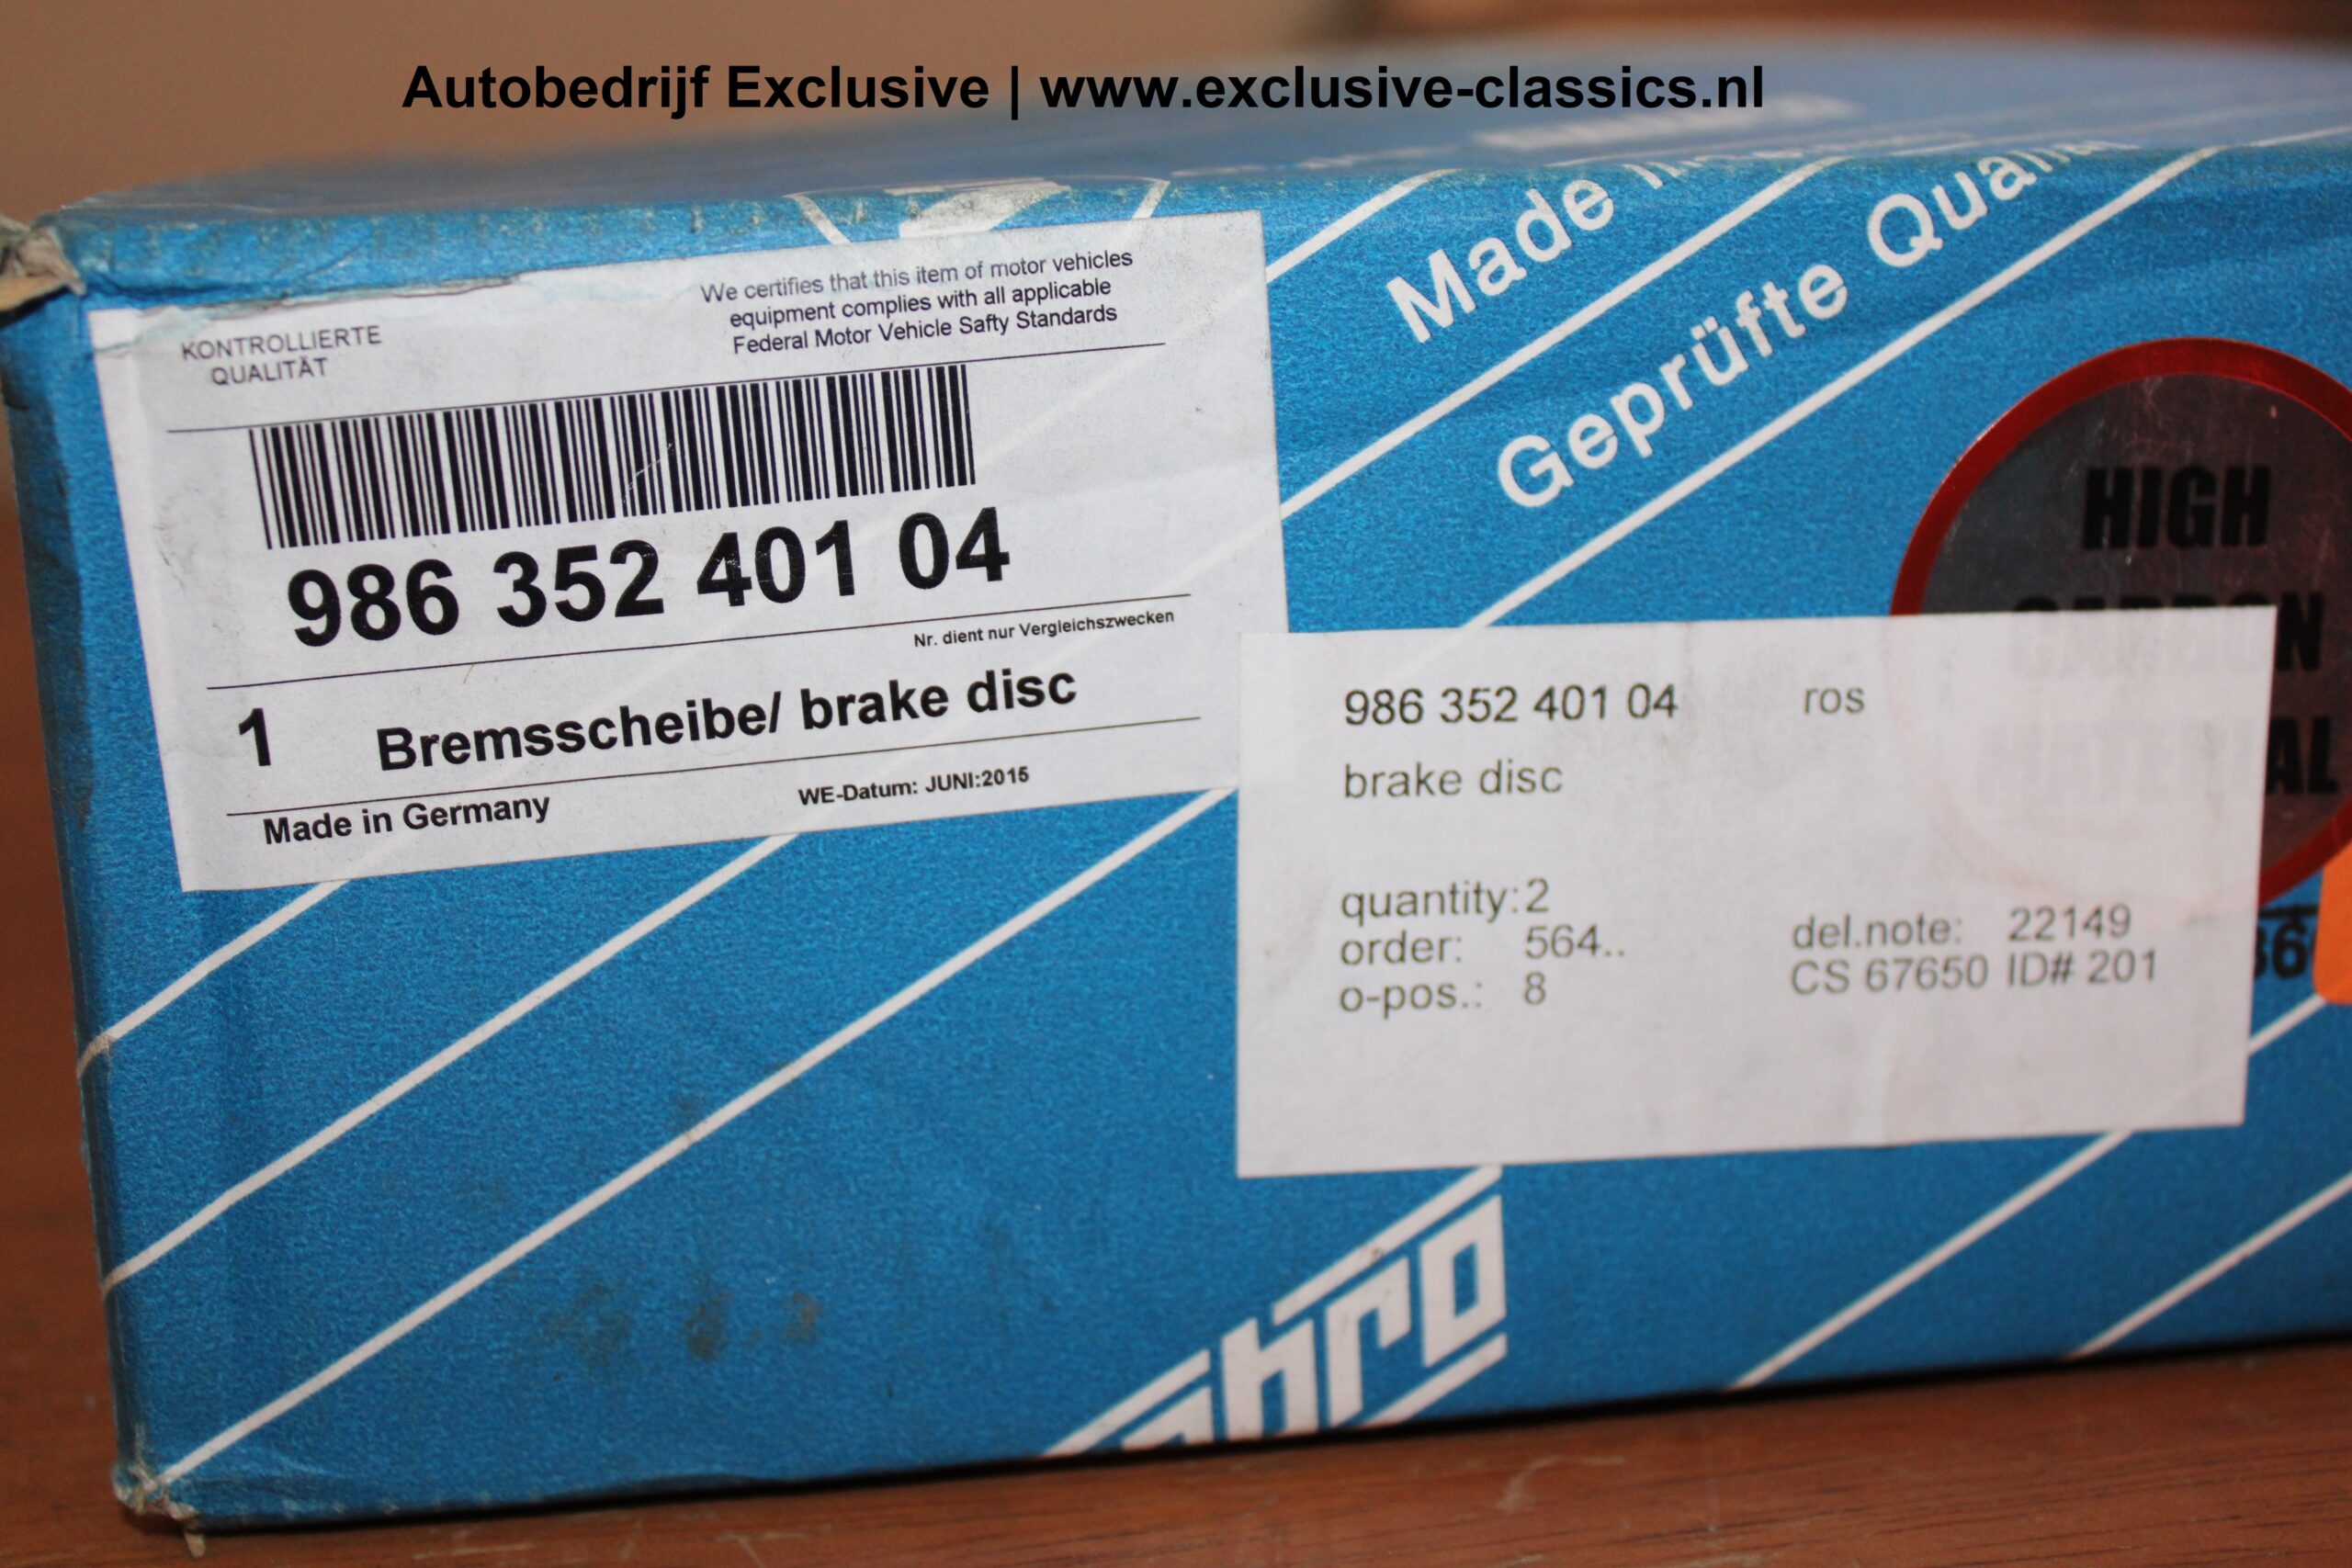 Autobedrijf Exclusive | www.exclusive-classics.nl
Made
Geprüfte
KONTROLLIERTE
QUALITÄT
We certifies that this item of motor vehicles
equipment complies with all applicable
Federal Motor Vehicle Safty Standards
986 352 401 04
Nr. dient nur Vergleichszwecken
1 Bremsscheibe/ brake disc
Made in Germany
WE-Datum: JUNI:2015
HIGH
986 352 401 04 ros
brake disc
quantity: 2
order: 564..
o-pos.: 8
del.note: 22149
CS 67650 ID# 201